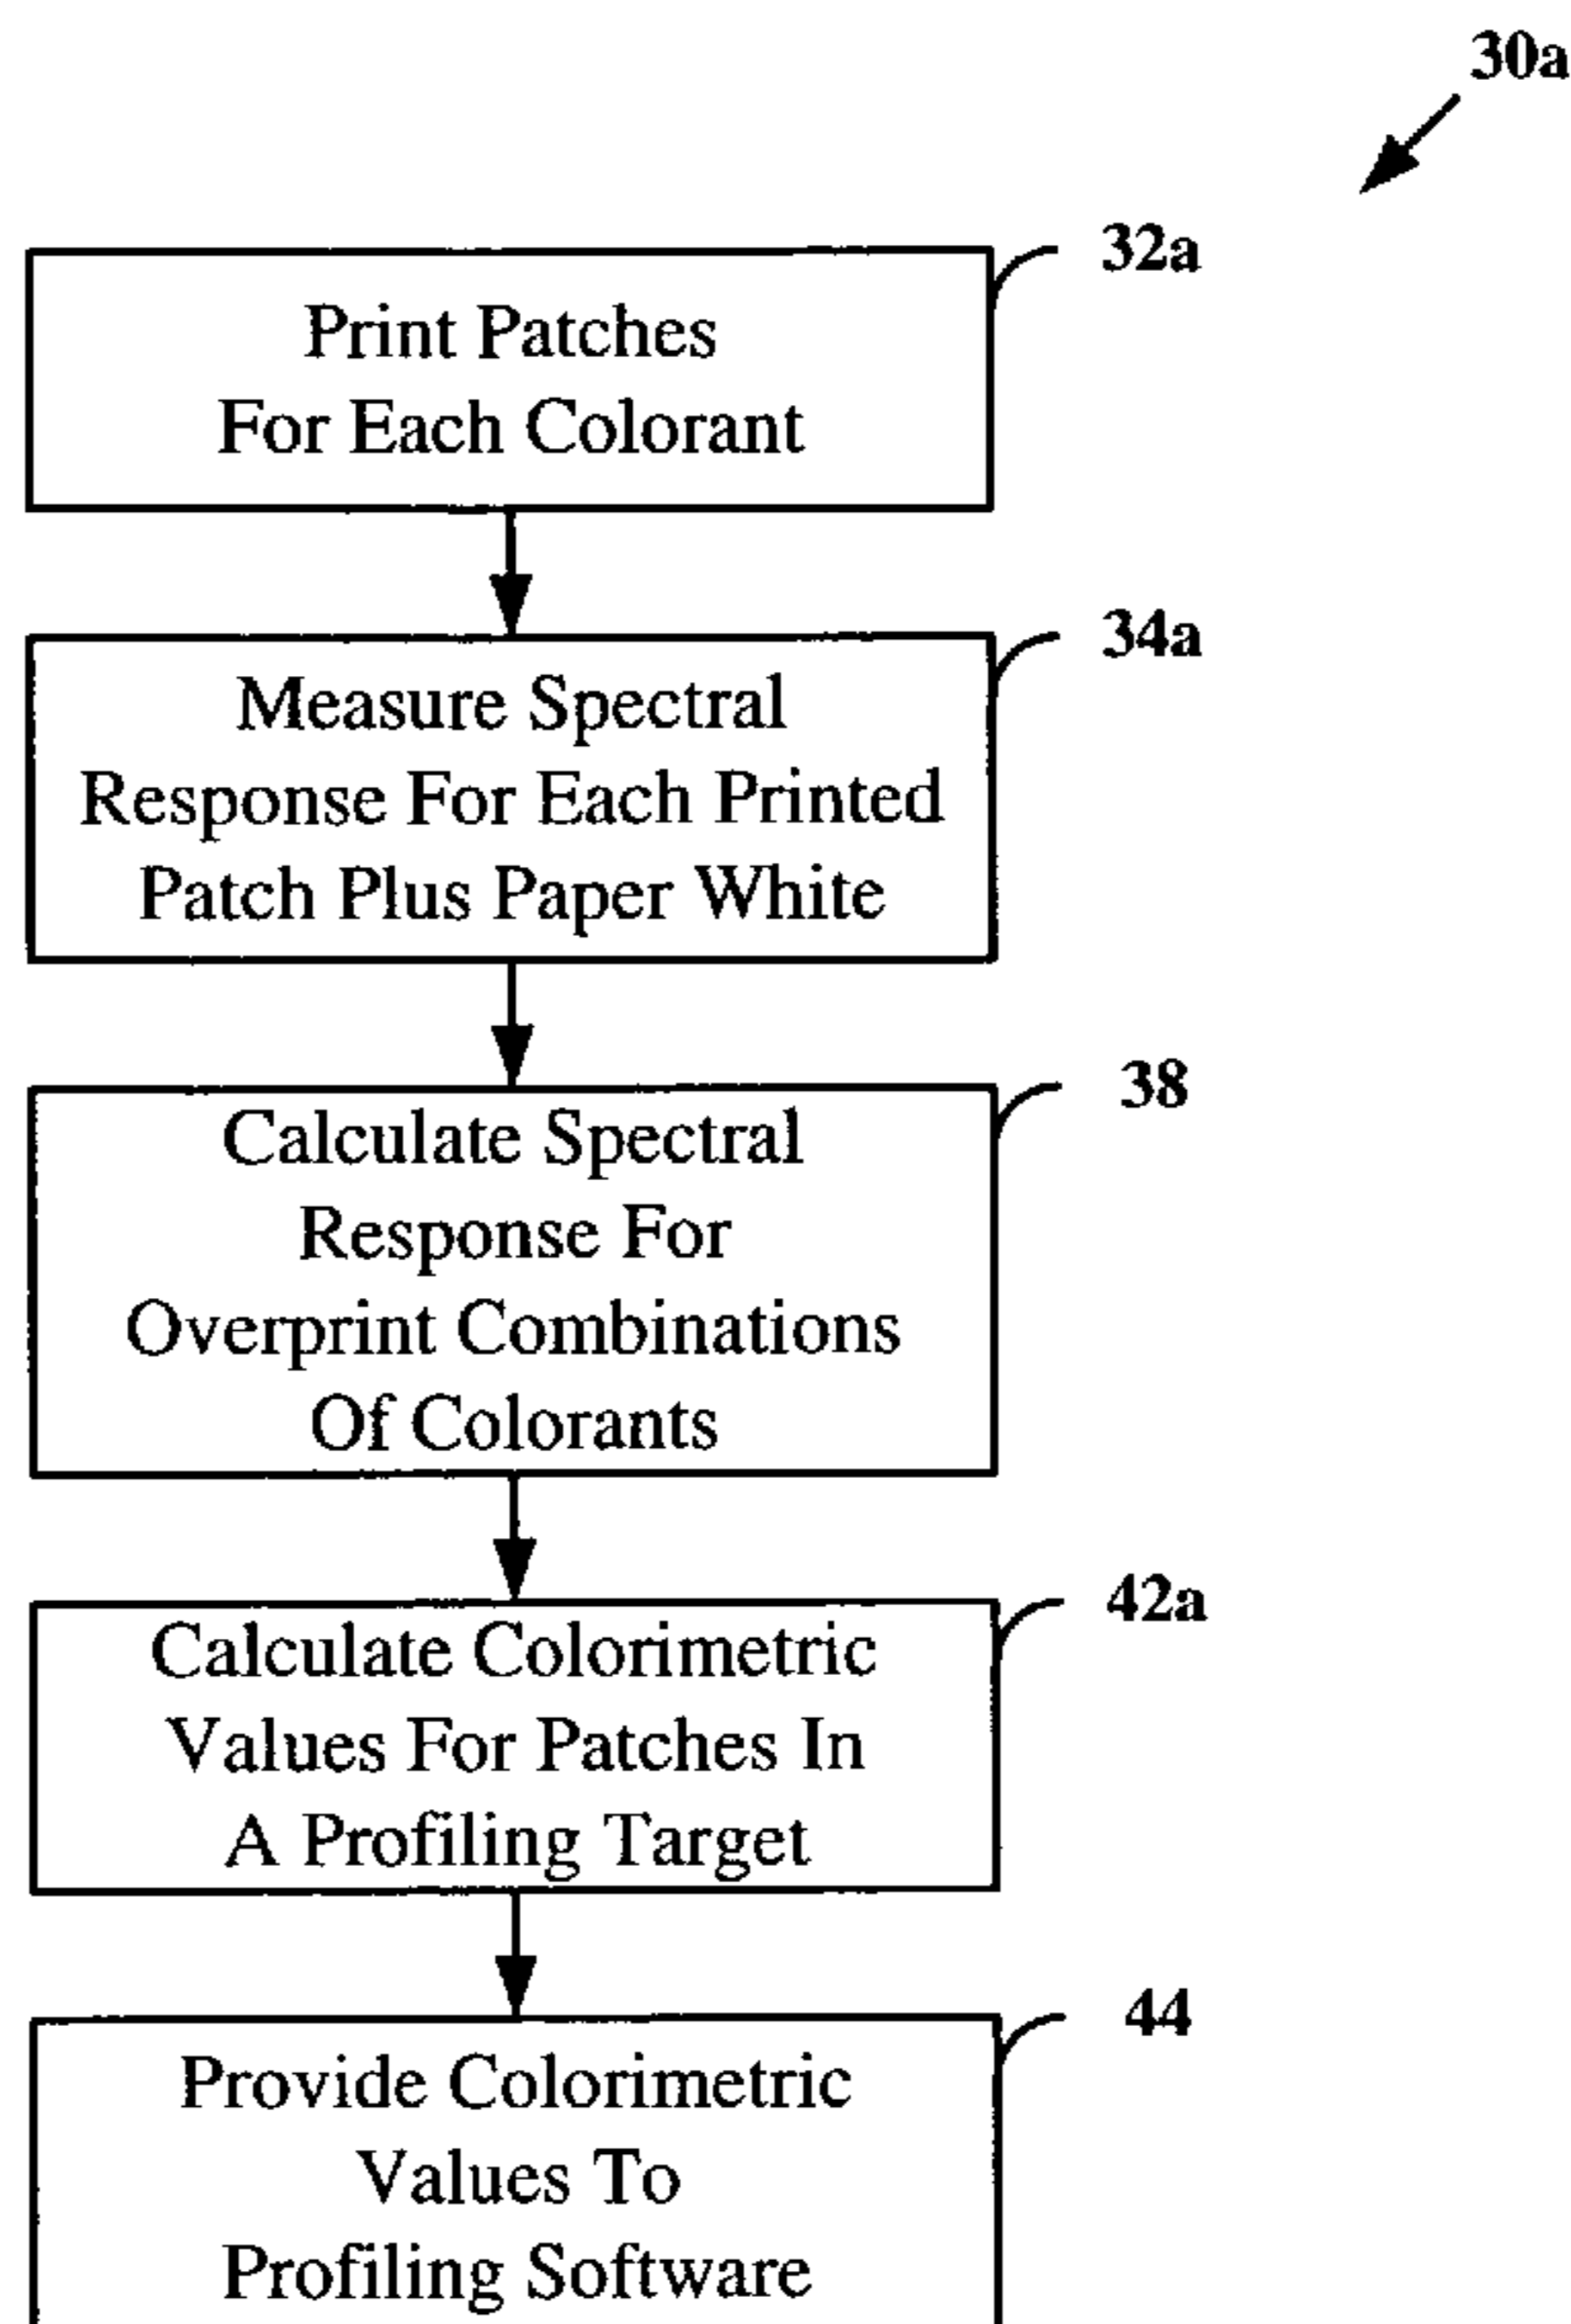 30a
32a
Print Patches
For Each Colorant
34a
Measure Spectral
Response For Each Printed
Patch Plus Paper White
38
Calculate Spectral
Response For
Overprint Combinations
Of Colorants
42a
Calculate Colorimetric
Values For Patches In
A Profiling Target
44
Provide Colorimetric
Values To
Profiling Software